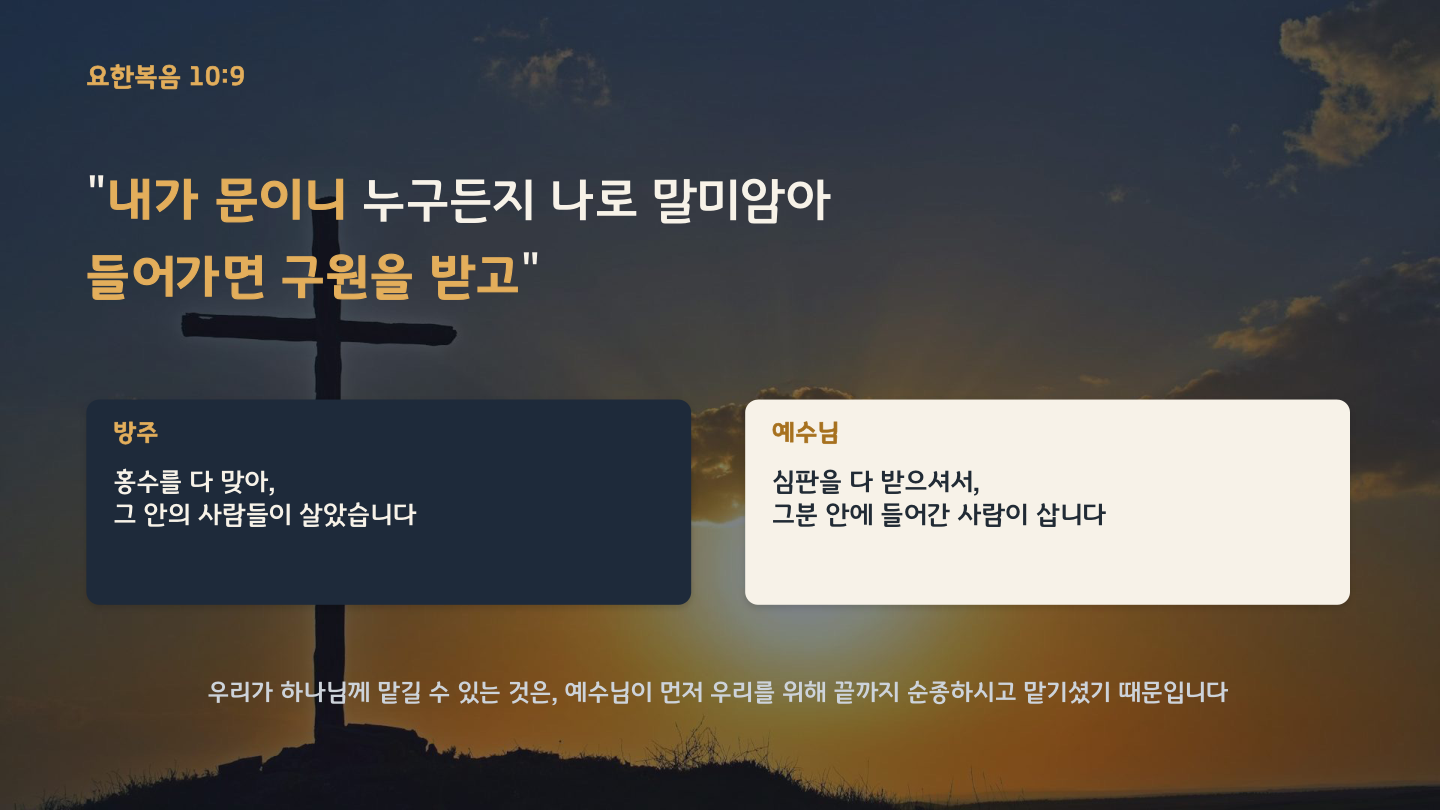 요한복음 10:9
"내가 문이니 누구든지 나로 말미암아
들어가면 구원을 받고"
방주
홍수를 다 맞아,
그 안의 사람들이 살았습니다
예수님
심판을 다 받으셔서,
그분 안에 들어간 사람이 삽니다
우리가 하나님께 맡길 수 있는 것은, 예수님이 먼저 우리를 위해 끝까지 순종하시고 맡기셨기 때문입니다